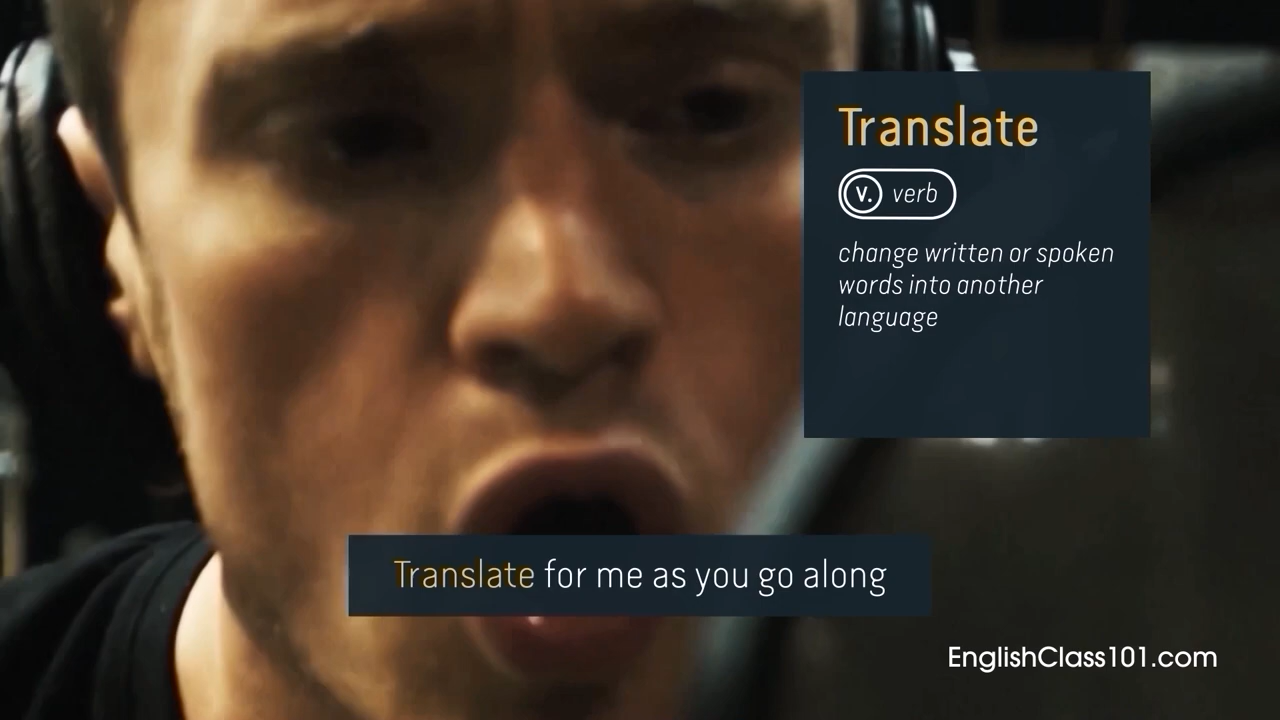 Translate
v. verb
change written or spoken
words into another
language
Translate for me as you go along
EnglishClass101.com